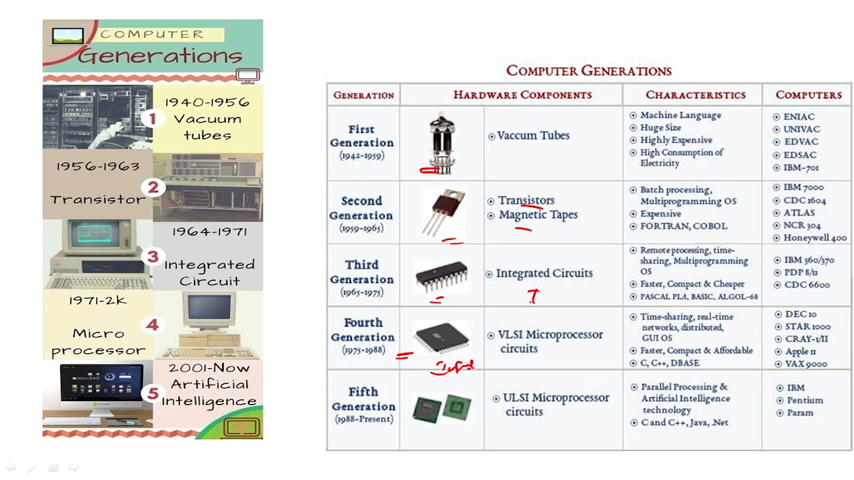 COMPUTER
Generations
1
1940-1956
Vacuum
tubes
1956-1963
Transistor
2
1964-1971
3
Integrated
Circuit
1971-2K
Micro
processor
4
2001-Now
Artificial
Intelligence
5
COMPUTER GENERATIONS
GENERATION
HARDWARE COMPONENTS
CHARACTERISTICS
COMPUTERS
First
Generation
(1942-1959)
Vaccum Tubes
Machine Language
Huge Size
Highly Expensive
High Consumption of
Electricity
ENIAC
UNIVAC
EDVAC
EDSAC
IBM-701
Second
Generation
(1959-1965)
Transistors
Magnetic Tapes
Batch processing,
Multiprogramming OS
Expensive
FORTRAN, COBOL
IBM 7000
CDC 1604
ATLAS
NCR 304
Honeywell 400
Third
Generation
(1965-1975)
Integrated Circuits
Remote processing, time-
sharing, Multiprogramming
OS
Faster, Compact & Cheaper
PASCAL PL/1, BASIC, ALGOL-68
IBM 360/370
PDP 8/11
CDC 6600
Fourth
Generation
(1975-1988)
VLSI Microprocessor
circuits
Time-sharing, real-time
networks, distributed,
GUI OS
Faster, Compact & Affordable
C, C++, DBASE
DEC 10
STAR 1000
CRAY-1/II
Apple II
VAX 9000
Fifth
Generation
(1988-Present)
ULSI Microprocessor
circuits
Parallel Processing &
Artificial Intelligence
technology
C and C++, Java, .Net
IBM
Pentium
Param